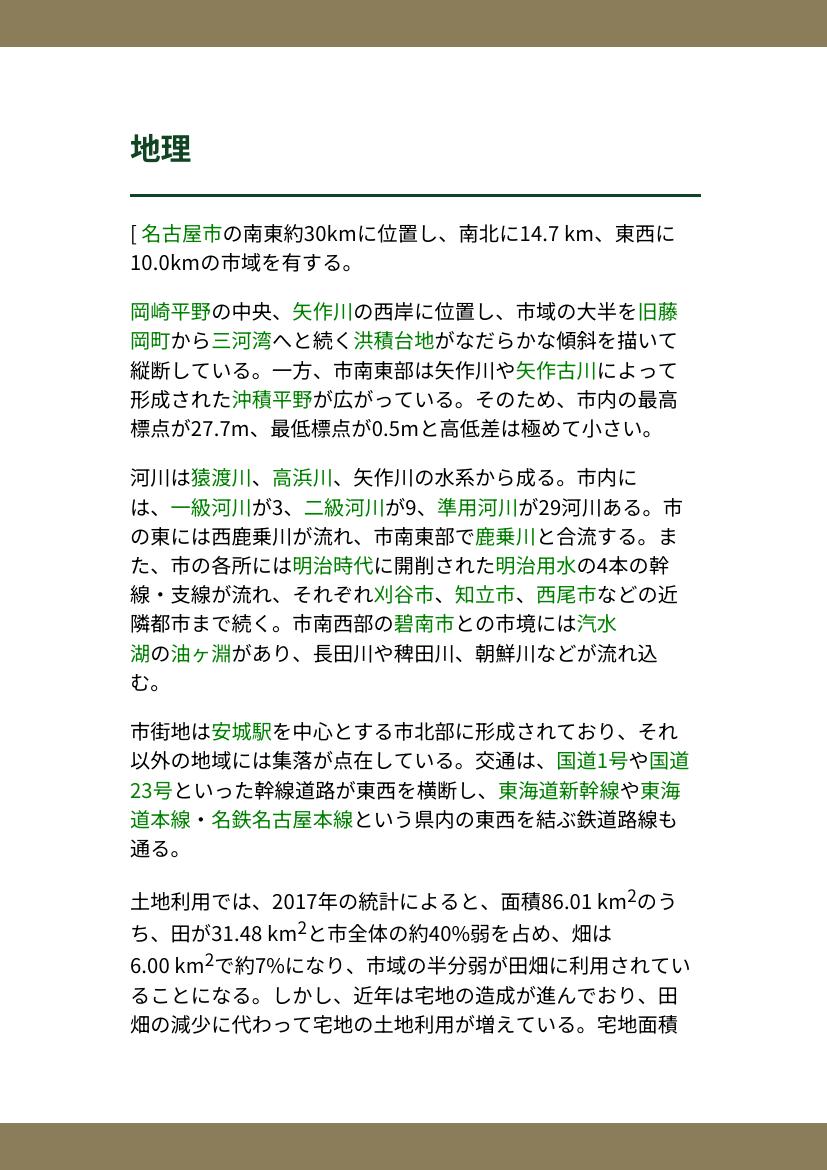 地理
[ 名古屋市の南東約30kmに位置し、南北に14.7 km、東西に
10.0kmの市域を有する。
岡崎平野の中央、矢作川の西岸に位置し、市域の大半を旧藤
岡町から三河湾へと続く洪積台地がなだらかな傾斜を描いて
縦断している。一方、市南東部は矢作川や矢作古川によって
形成された沖積平野が広がっている。そのため、市内の最高
標点が27.7m、最低標点が0.5mと高低差は極めて小さい。
河川は猿渡川、高浜川、矢作川の水系から成る。市内に
は、一級河川が3、二級河川が9、準用河川が29河川ある。市
の東には西鹿乗川が流れ、市南東部で鹿乗川と合流する。ま
た、市の各所には明治時代に開削された明治用水の4本の幹
線・支線が流れ、それぞれ刈谷市、知立市、西尾市などの近
隣都市まで続く。市南西部の碧南市との市境には汽水
湖の油ヶ淵があり、長田川や稗田川、朝鮮川などが流れ込
む。
市街地は安城駅を中心とする市北部に形成されており、それ
以外の地域には集落が点在している。交通は、国道1号や国道
23号といった幹線道路が東西を横断し、東海道新幹線や東海
道本線・名鉄名古屋本線という県内の東西を結ぶ鉄道路線も
通る。
土地利用では、2017年の統計によると、面積86.01 km2のう
ち、田が31.48 km2と市全体の約40%弱を占め、畑は
6.00 km2で約7%になり、市域の半分弱が田畑に利用されてい
ることになる。しかし、近年は宅地の造成が進んでおり、田
畑の減少に代わって宅地の土地利用が増えている。宅地面積